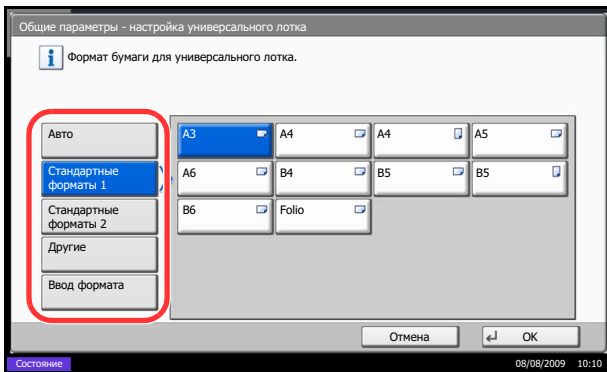 Общие параметры - настройка универсального лотка
Формат бумаги для универсального лотка.
Авто
Стандартные
форматы 1
Стандартные
форматы 2
Другие
Ввод формата
A3 A4 A4 A5
A6 B4 B5 B5
B6 Folio
Отмена OK
Состояние 08/08/2009 10:10